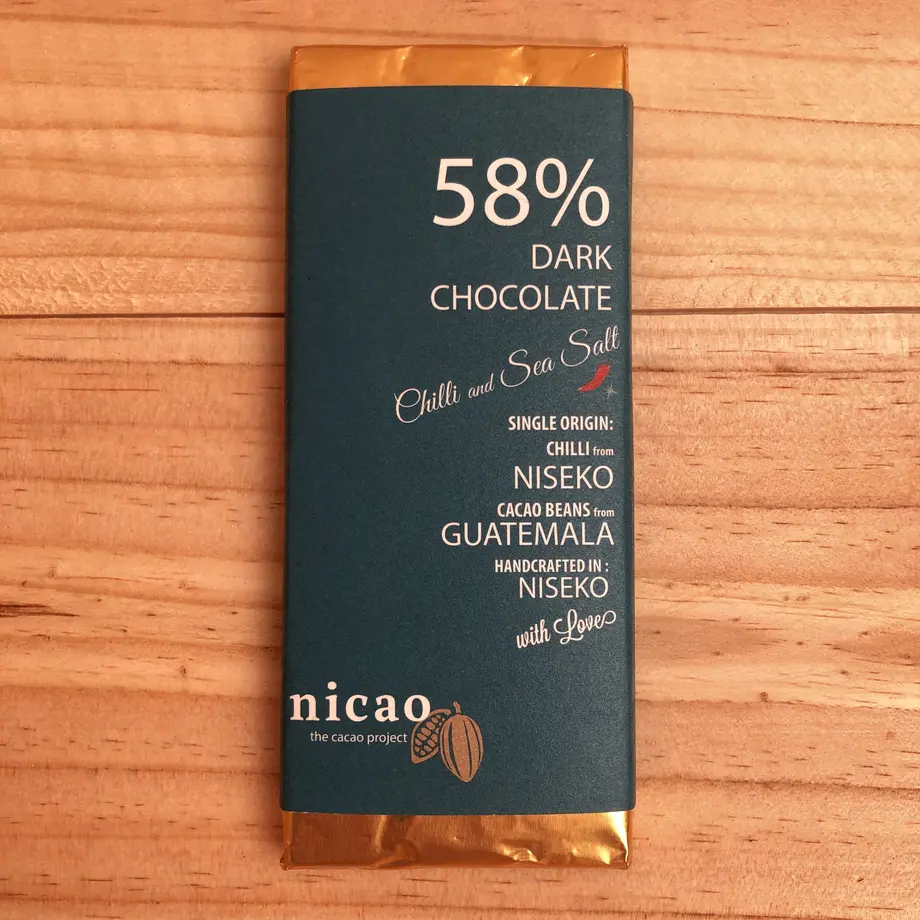 58%
DARK
CHOCOLATE
Chilli and Sea Salt
SINGLE ORIGIN:
CHILLI from
NISEKO
CACAO BEANS from
GUATEMALA
HANDCRAFTED IN :
NISEKO
with Love
nicao
the cacao project